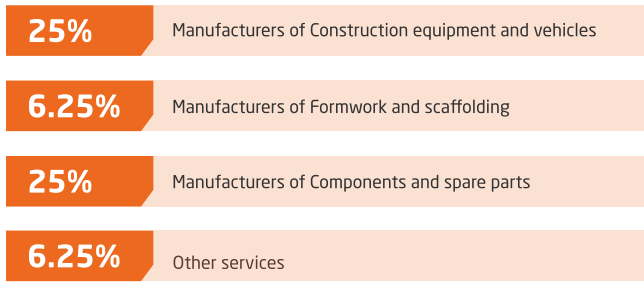 25% Manufacturers of Construction equipment and vehicles
6.25% Manufacturers of Formwork and scaffolding
25% Manufacturers of Components and spare parts
6.25% Other services